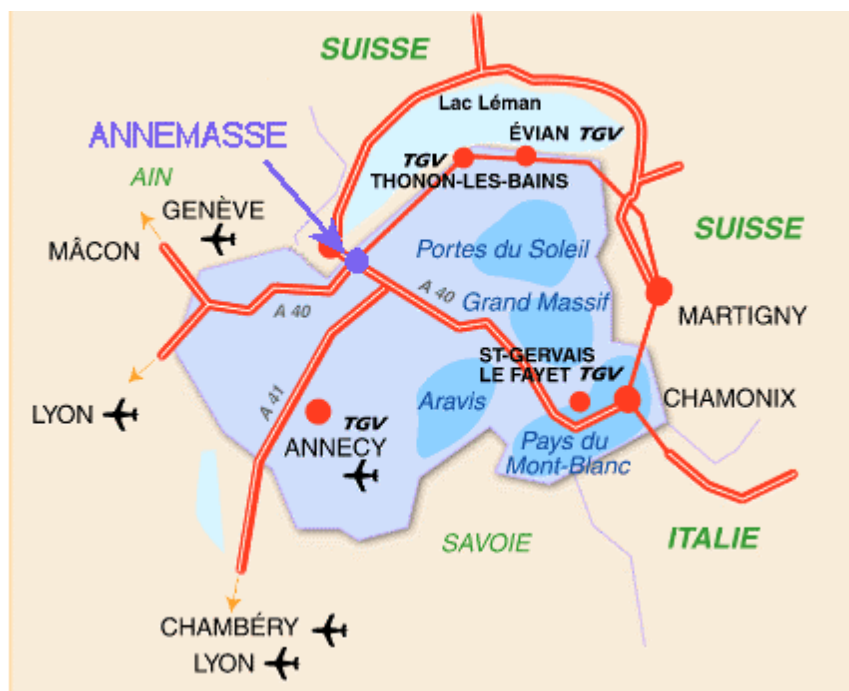 SUISSE
Lac Léman
ANNEMASSE
ÉVIAN TGV
TGV
THONON-LES-BAINS
AIN
GENÈVE
SUISSE
MÂCON
Portes du Soleil
A 40
A 40
Grand Massif
MARTIGNY
ST-GERVAIS
LE FAYET TGV
A 41
Aravis
CHAMONIX
LYON
TGV
ANNECY
Pays du
Mont-Blanc
SAVOIE
ITALIE
CHAMBÉRY
LYON